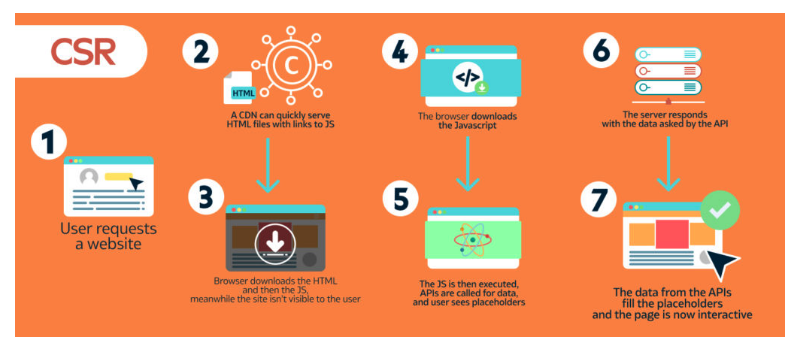 CSR
1
User requests
a website
2
C
HTML
A CDN can quickly serve
HTML files with links to JS
3
Browser downloads the HTML
and then the JS,
meanwhile the site isn't visible to the user
4
</>
The browser downloads
the Javascript
5
The JS is then executed,
APIs are called for data,
and user sees placeholders
6
The server responds
with the data asked by the API
7
The data from the APIs
fill the placeholders
and the page is now interactive